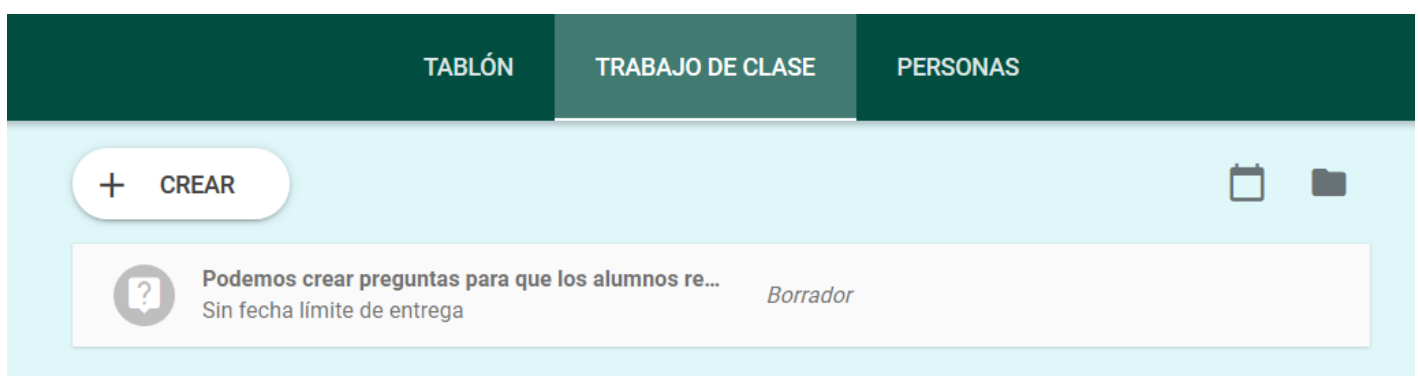 TABLÓN TRABAJO DE CLASE PERSONAS
+ CREAR
Podemos crear preguntas para que los alumnos re...
Sin fecha límite de entrega
Borrador